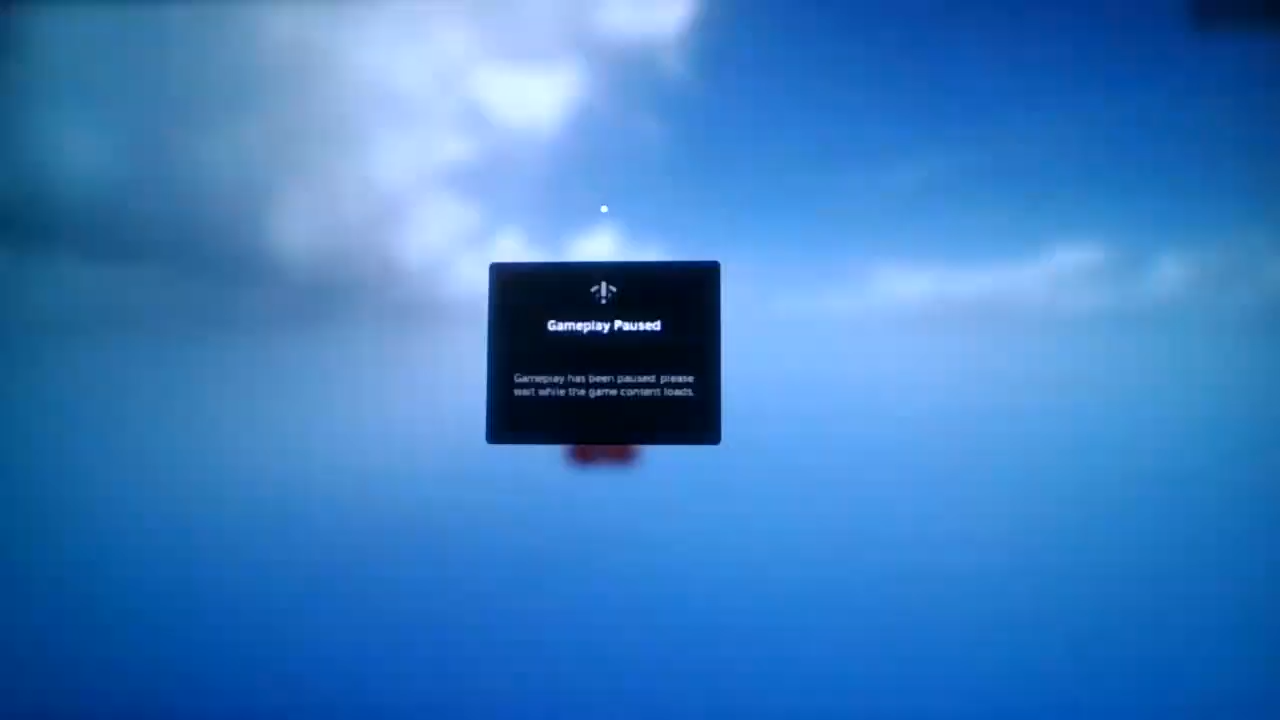 Gameplay Paused
Gameplay has been paused please
wait while the game content loads.